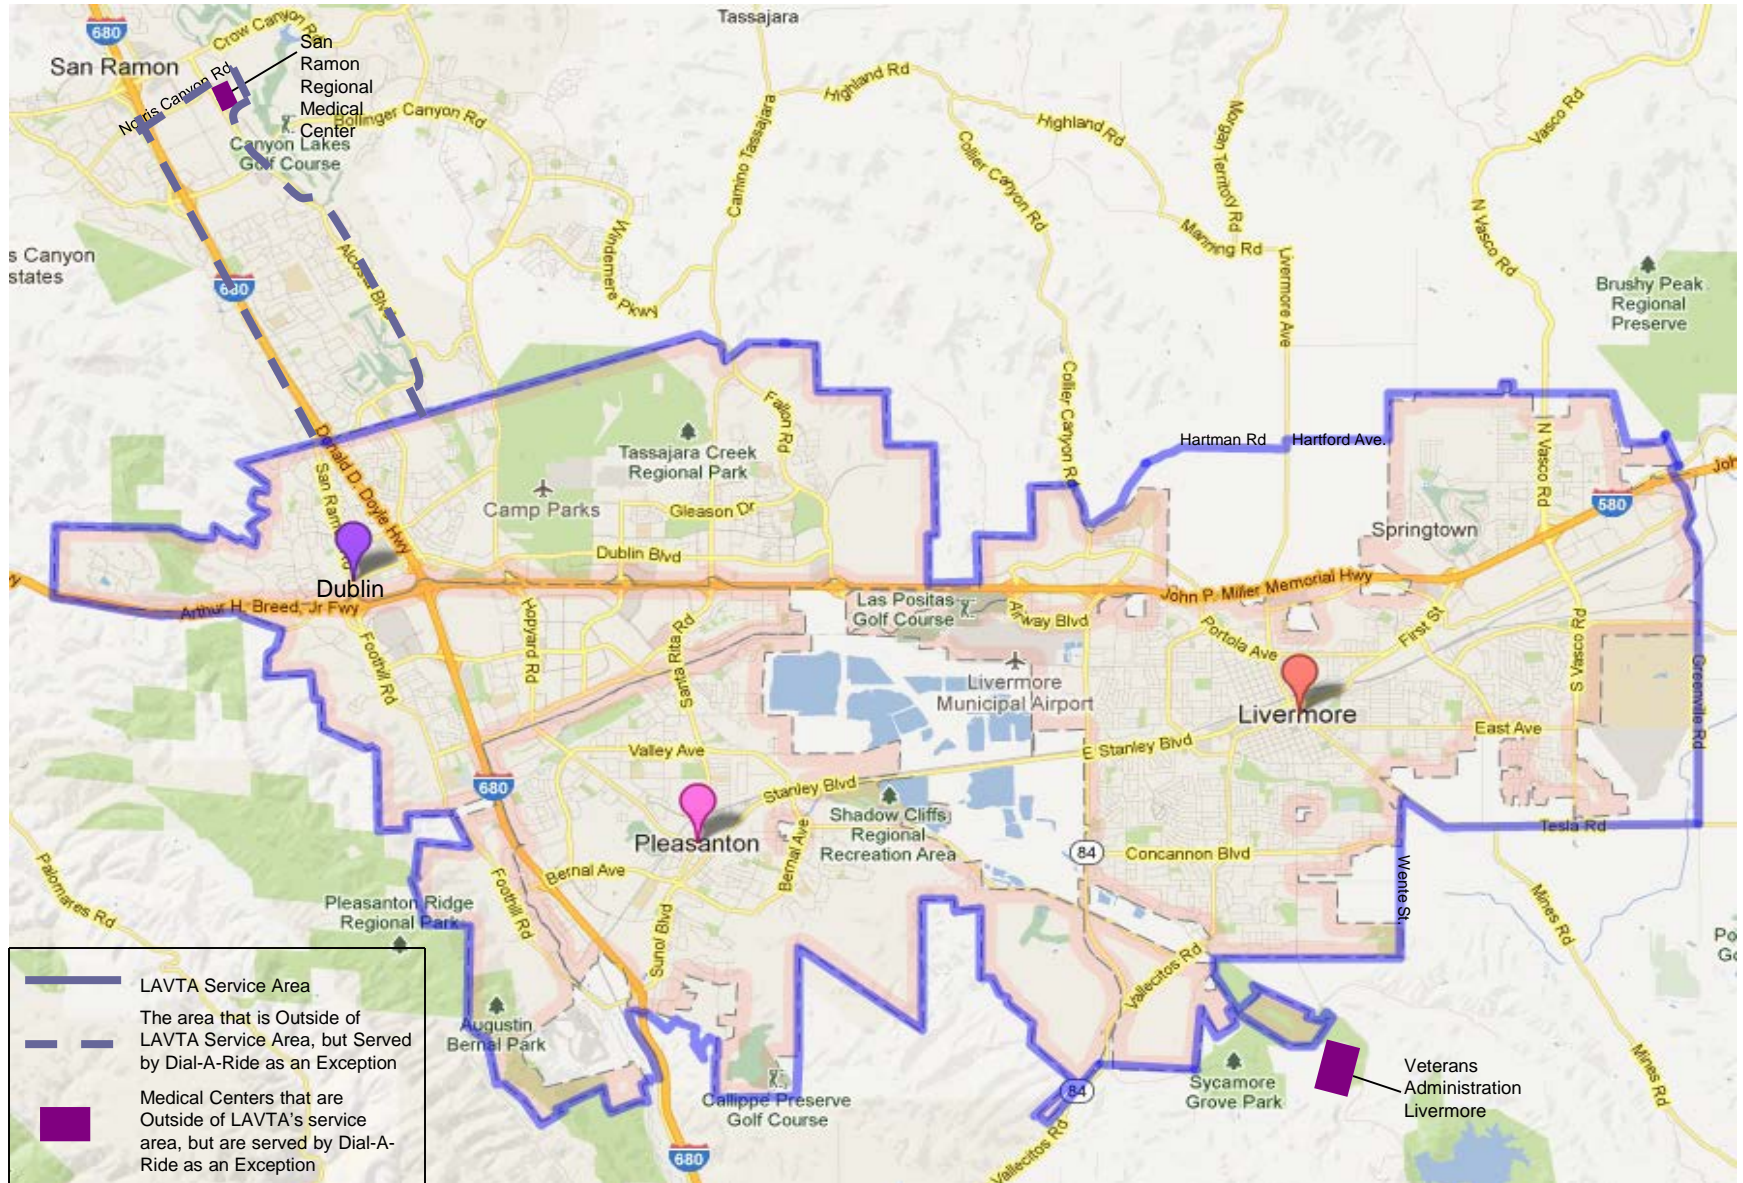 Tassajara
680
Crow Canyon Rd
San Ramon
San
Ramon
Regional
Medical
Center
Norris Canyon Rd
Bollinger Canyon Rd
Canyon Lakes
Golf Course
Highland Rd
Highland Rd
Camino Tassajara
Collier Canyon Rd
Morgan Territory Rd
Manning Rd
Vasco Rd
N Vasco Rd
Livermore Ave
Windemere Pkwy
s Canyon
states
Alcosta Blvd
680
Brushy Peak
Regional
Preserve
Collier Canyon Rd
Fallon Rd
Hartman Rd
Hartford Ave.
N Vasco Rd
Tassajara Creek
Regional Park
Donald D. Doyle Hwy
San Ramon Rd
Camp Parks
Gleason Dr
Dublin Blvd
Springtown
580
Joh
Dublin
Arthur H. Breed, Jr Fwy
John P. Miller Memorial Hwy
Las Positas
Golf Course
Airway Blvd
Portola Ave
First St
S Vasco Rd
Hopyard Rd
Santa Rita Rd
Foothill Rd
Livermore
Municipal Airport
Livermore
Greenville Rd
East Ave
E Stanley Blvd
Valley Ave
Stanley Blvd
680
Shadow Cliffs
Regional
Recreation Area
Pleasanton
Bernal Ave
Bernal Ave
84
Concannon Blvd
Tesla Rd
Wente St.
Mines Rd
Palomares Rd
Pleasanton Ridge
Regional Park
Foothill Rd
Sunol Blvd
Vallecitos Rd
Po
Go
LAVTA Service Area
The area that is Outside of
LAVTA Service Area, but Served
by Dial-A-Ride as an Exception
Medical Centers that are
Outside of LAVTA's service
area, but are served by Dial-A-
Ride as an Exception
Augustin
Bernal Park
Callippe Preserve
Golf Course
84
Sycamore
Grove Park
Veterans
Administration
Livermore
Mines Rd
680
Vallecitos Rd